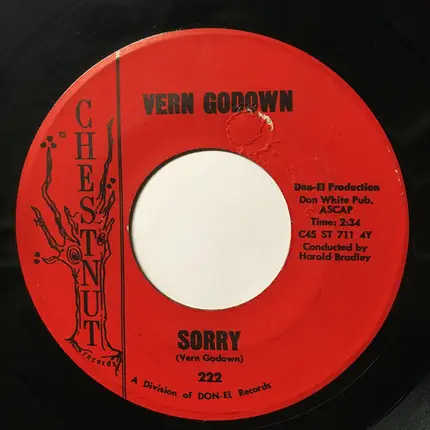 VERN GODOWN
CHESTNUT
records
Don-El Production
Don White Pub.
ASCAP
Time: 2:34
C45 ST 711 4Y
Conducted by
Harold Bradley
SORRY
(Vern Godown)
222
A Division of DON-EL Records